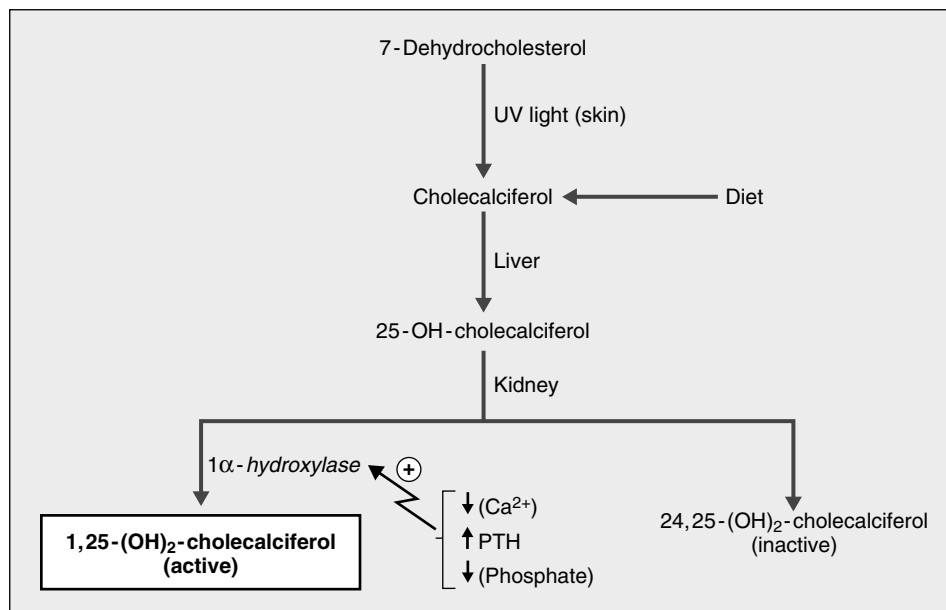 7-Dehydrocholesterol
UV light (skin)
Cholecalciferol
Diet
Liver
25-OH-cholecalciferol
Kidney
1α-hydroxylase
+
(Ca²⁺)
PTH
(Phosphate)
1,25-(OH)₂-cholecalciferol
(active)
24,25-(OH)₂-cholecalciferol
(inactive)